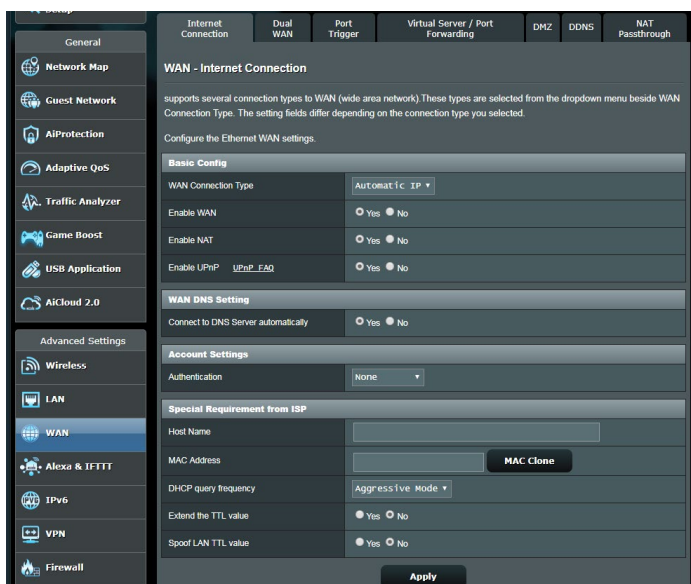 General
Network Map
Guest Network
AiProtection
Adaptive QoS
Traffic Analyzer
Game Boost
USB Application
AiCloud 2.0
Advanced Settings
Wireless
LAN
WAN
Alexa & IFTTT
IPv6
VPN
Firewall
Internet Connection
Dual WAN
Port Trigger
Virtual Server / Port Forwarding
DMZ
DDNS
NAT Passthrough
WAN - Internet Connection
supports several connection types to WAN (wide area network).These types are selected from the dropdown menu beside WAN
Connection Type. The setting fields differ depending on the connection type you selected.
Configure the Ethernet WAN settings.
Basic Config
WAN Connection Type Automatic IP
Enable WAN Yes No
Enable NAT Yes No
Enable UPnP UPnP FAQ Yes No
WAN DNS Setting
Connect to DNS Server automatically Yes No
Account Settings
Authentication None
Special Requirement from ISP
Host Name
MAC Address MAC Clone
DHCP query frequency Aggressive Mode
Extend the TTL value Yes No
Spoof LAN TTL value Yes No
Apply